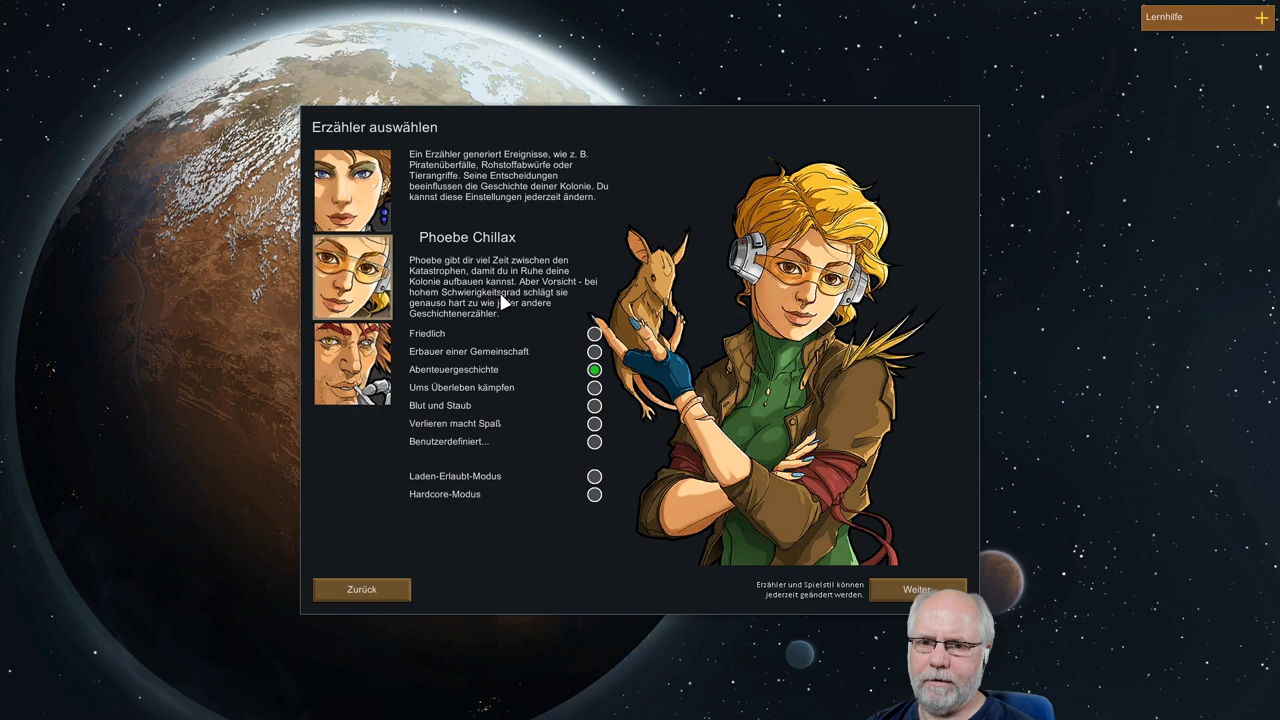 Lernhilfe
Erzähler auswählen
Ein Erzähler generiert Ereignisse, wie z. B.
Piratenüberfälle, Rohstoffabwürfe oder
Tierangriffe. Seine Entscheidungen
beeinflussen die Geschichte deiner Kolonie. Du
kannst diese Einstellungen jederzeit ändern.
Phoebe Chillax
Phoebe gibt dir viel Zeit zwischen den
Katastrophen, damit du in Ruhe deine
Kolonie aufbauen kannst. Aber Vorsicht - bei
hohem Schwierigkeitsgrad schlägt sie
genauso hart zu wie jeder andere
Geschichtenerzähler.
Friedlich
Erbauer einer Gemeinschaft
Abenteuergeschichte
Ums Überleben kämpfen
Blut und Staub
Verlieren macht Spaß
Benutzerdefiniert...
Laden-Erlaubt-Modus
Hardcore-Modus
Zurück
Erzähler und Spielstil können
jederzeit geändert werden.
Weiter